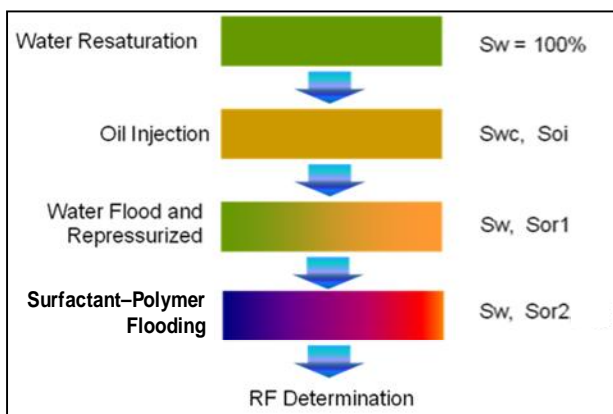 Water Resaturation
Sw = 100%
Oil Injection
Swc, Soi
Water Flood and
Repressurized
Sw, Sor1
Surfactant–Polymer
Flooding
Sw, Sor2
RF Determination